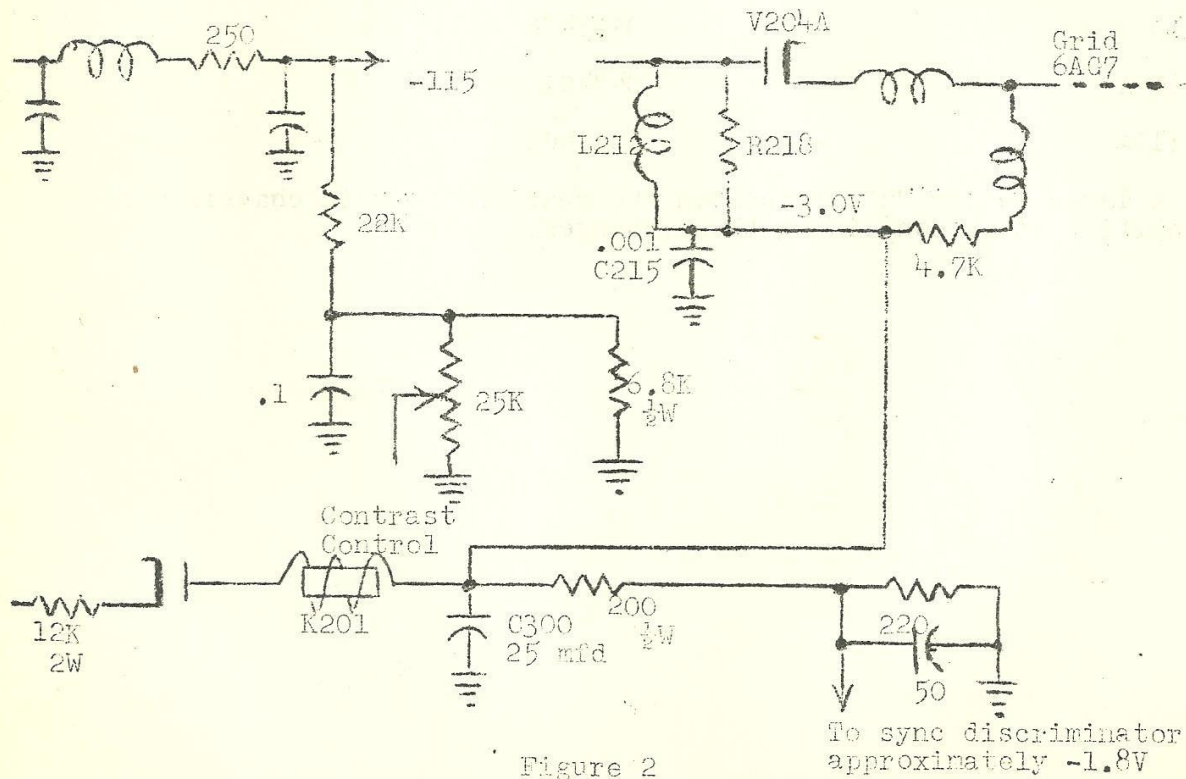 250
-115
V204A
Grid
6AG7
L212
R218
-3.0V
4.7K
22K
.001
C215
.1
25K
6.8K
½W
Contrast
Control
K201
12K
2W
C300
25 mfd
200
½W
220
50
To sync discriminator
approximately -1.8V
Figure 2